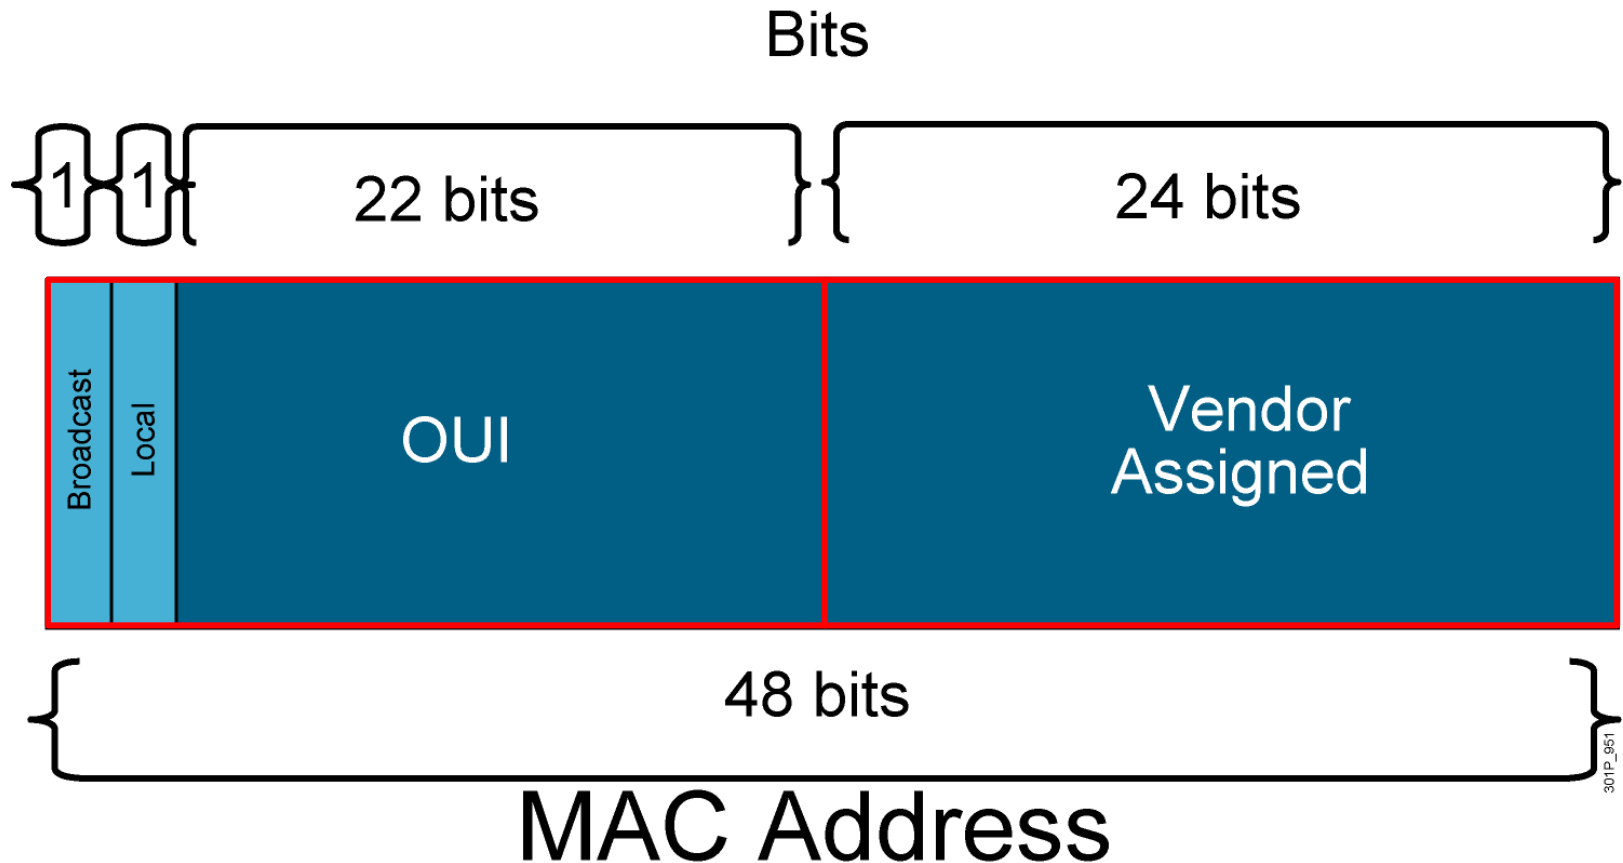 Bits
1
1
22 bits
24 bits
Broadcast
Local
OUI
Vendor
Assigned
48 bits
301P_951
MAC Address